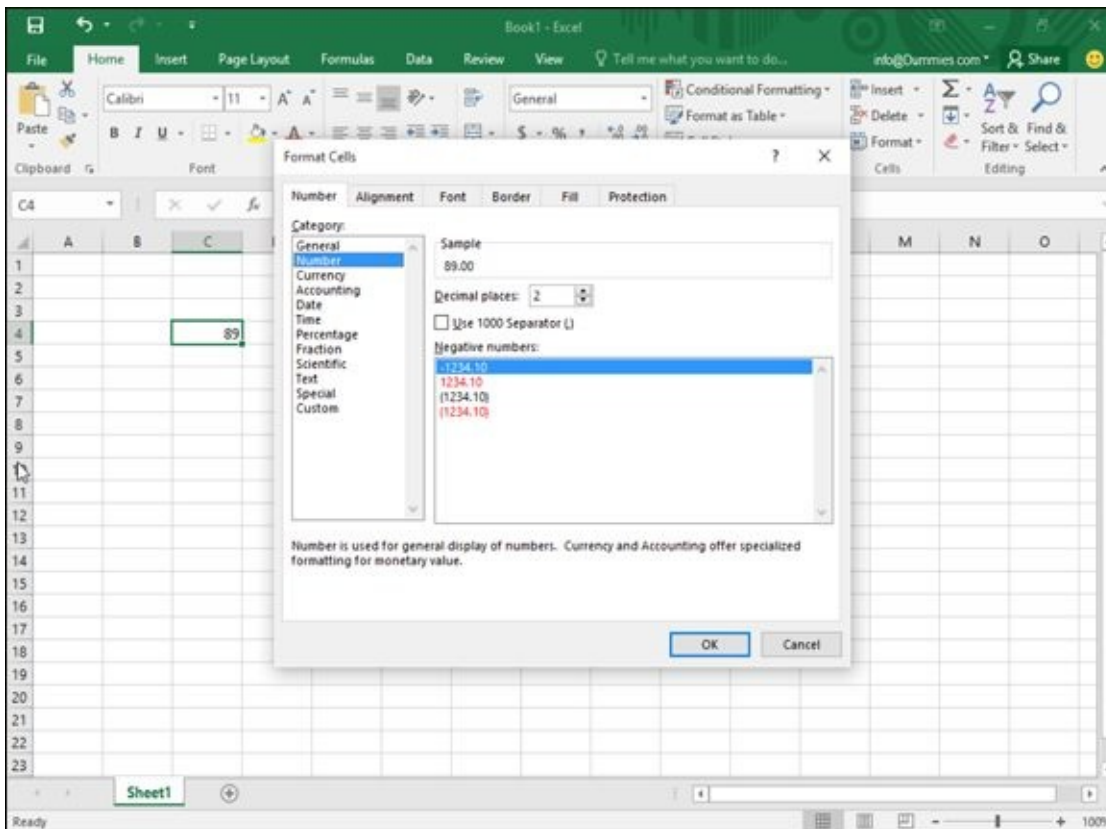 Book1 - Excel
File Home Insert Page Layout Formulas Data Review View Tell me what you want to do... info@Dummies.com Share
Calibri 11 A A General Conditional Formatting Insert Σ A Z
Paste B I U A $ % , Format as Table Delete Sort & Find &
Format Filter Select
Clipboard Font Cells Editing
C4 fx
A B C M N O
1
2
3
4 89
5
6
7
8
9
11
12
13
14
15
16
17
18
19
20
21
22
23
Format Cells ?
Number Alignment Font Border Fill Protection
Category:
General
Number
Currency
Accounting
Date
Time
Percentage
Fraction
Scientific
Text
Special
Custom
Sample
89.00
Decimal places: 2
Use 1000 Separator (,)
Negative numbers:
-1234.10
1234.10
(1234.10)
(1234.10)
Number is used for general display of numbers. Currency and Accounting offer specialized
formatting for monetary value.
OK Cancel
Sheet1
Ready